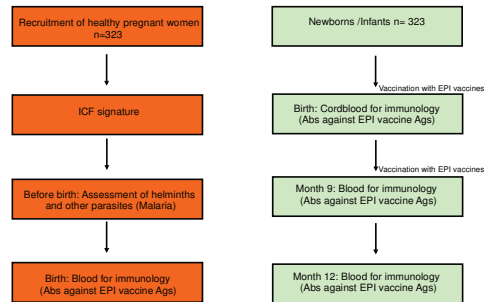 Recruitment of healthy pregnant women
n=323
ICF signature
Before birth: Assessment of helminths
and other parasites (Malaria)
Birth: Blood for immunology
(Abs against EPI vaccine Ags)
Newborns /Infants n= 323
Vaccination with EPI vaccines
Birth: Cordblood for immunology
(Abs against EPI vaccine Ags)
Vaccination with EPI vaccines
Month 9: Blood for immunology
(Abs against EPI vaccine Ags)
Month 12: Blood for immunology
(Abs against EPI vaccine Ags)